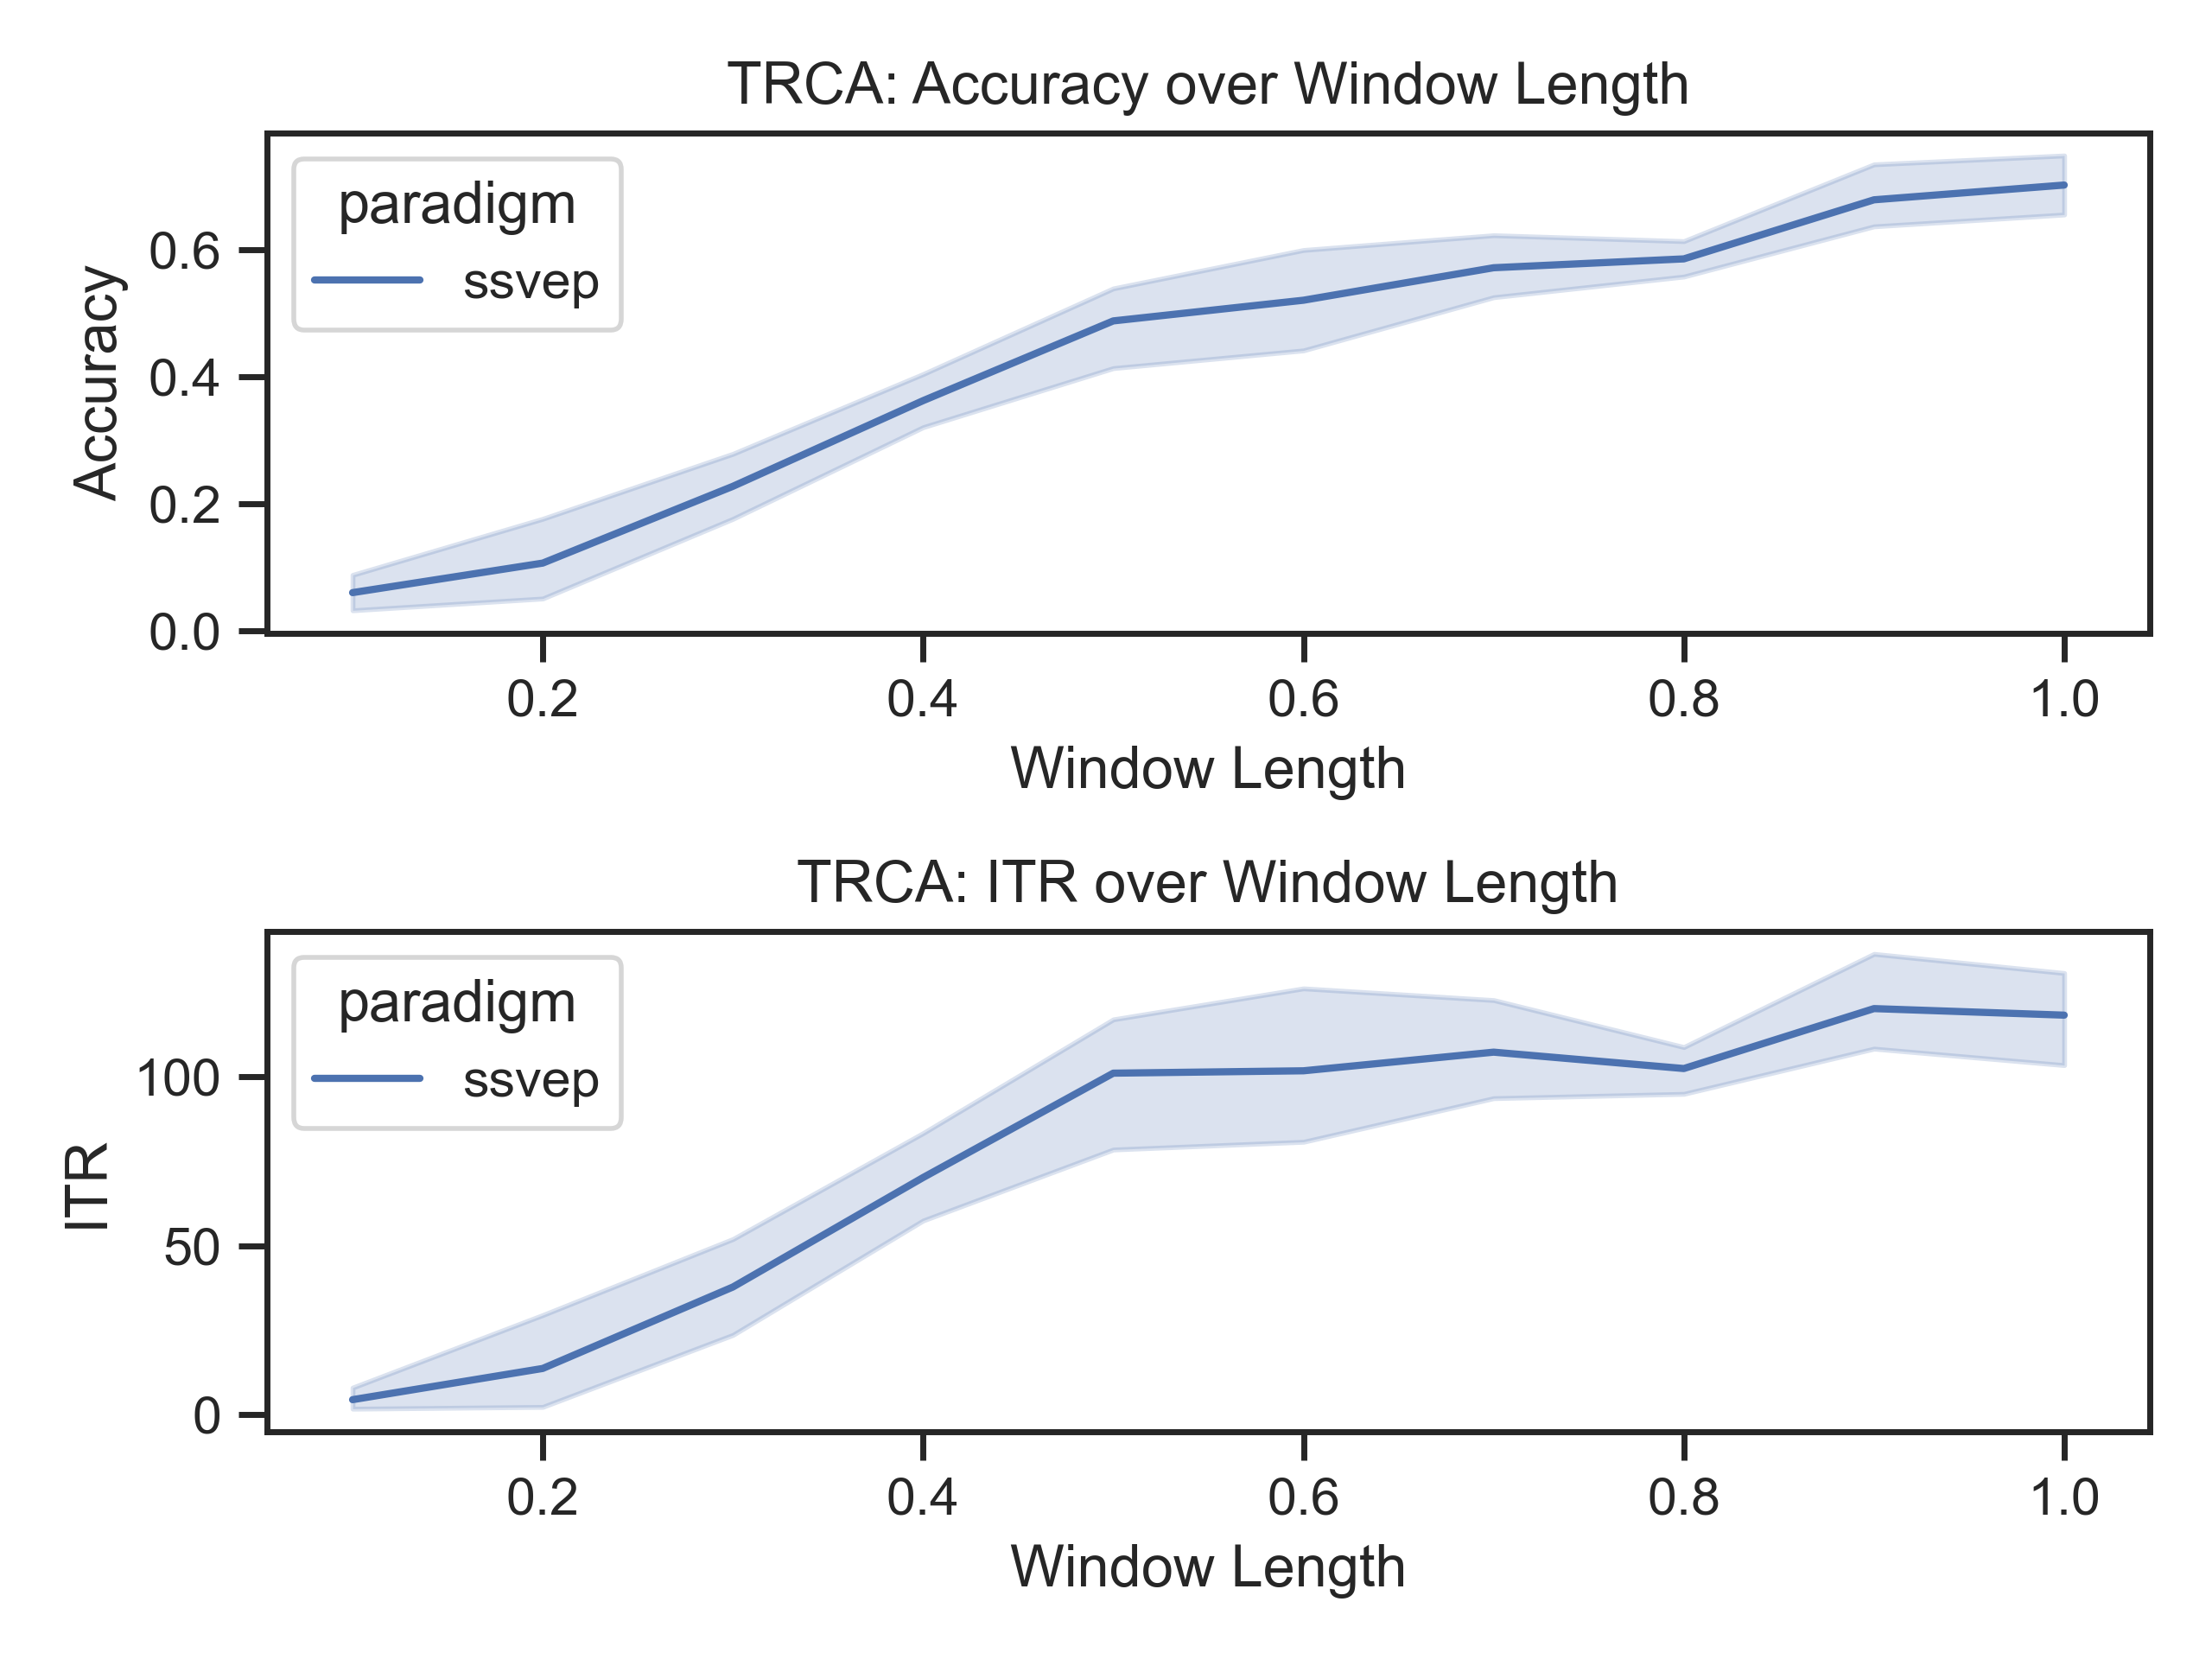 TRCA: Accuracy over Window Length
paradigm
ssvep
Accuracy
0.6
0.4
0.2
0.0
0.2 0.4 0.6 0.8 1.0
Window Length
TRCA: ITR over Window Length
paradigm
ssvep
ITR
100
50
0
0.2 0.4 0.6 0.8 1.0
Window Length